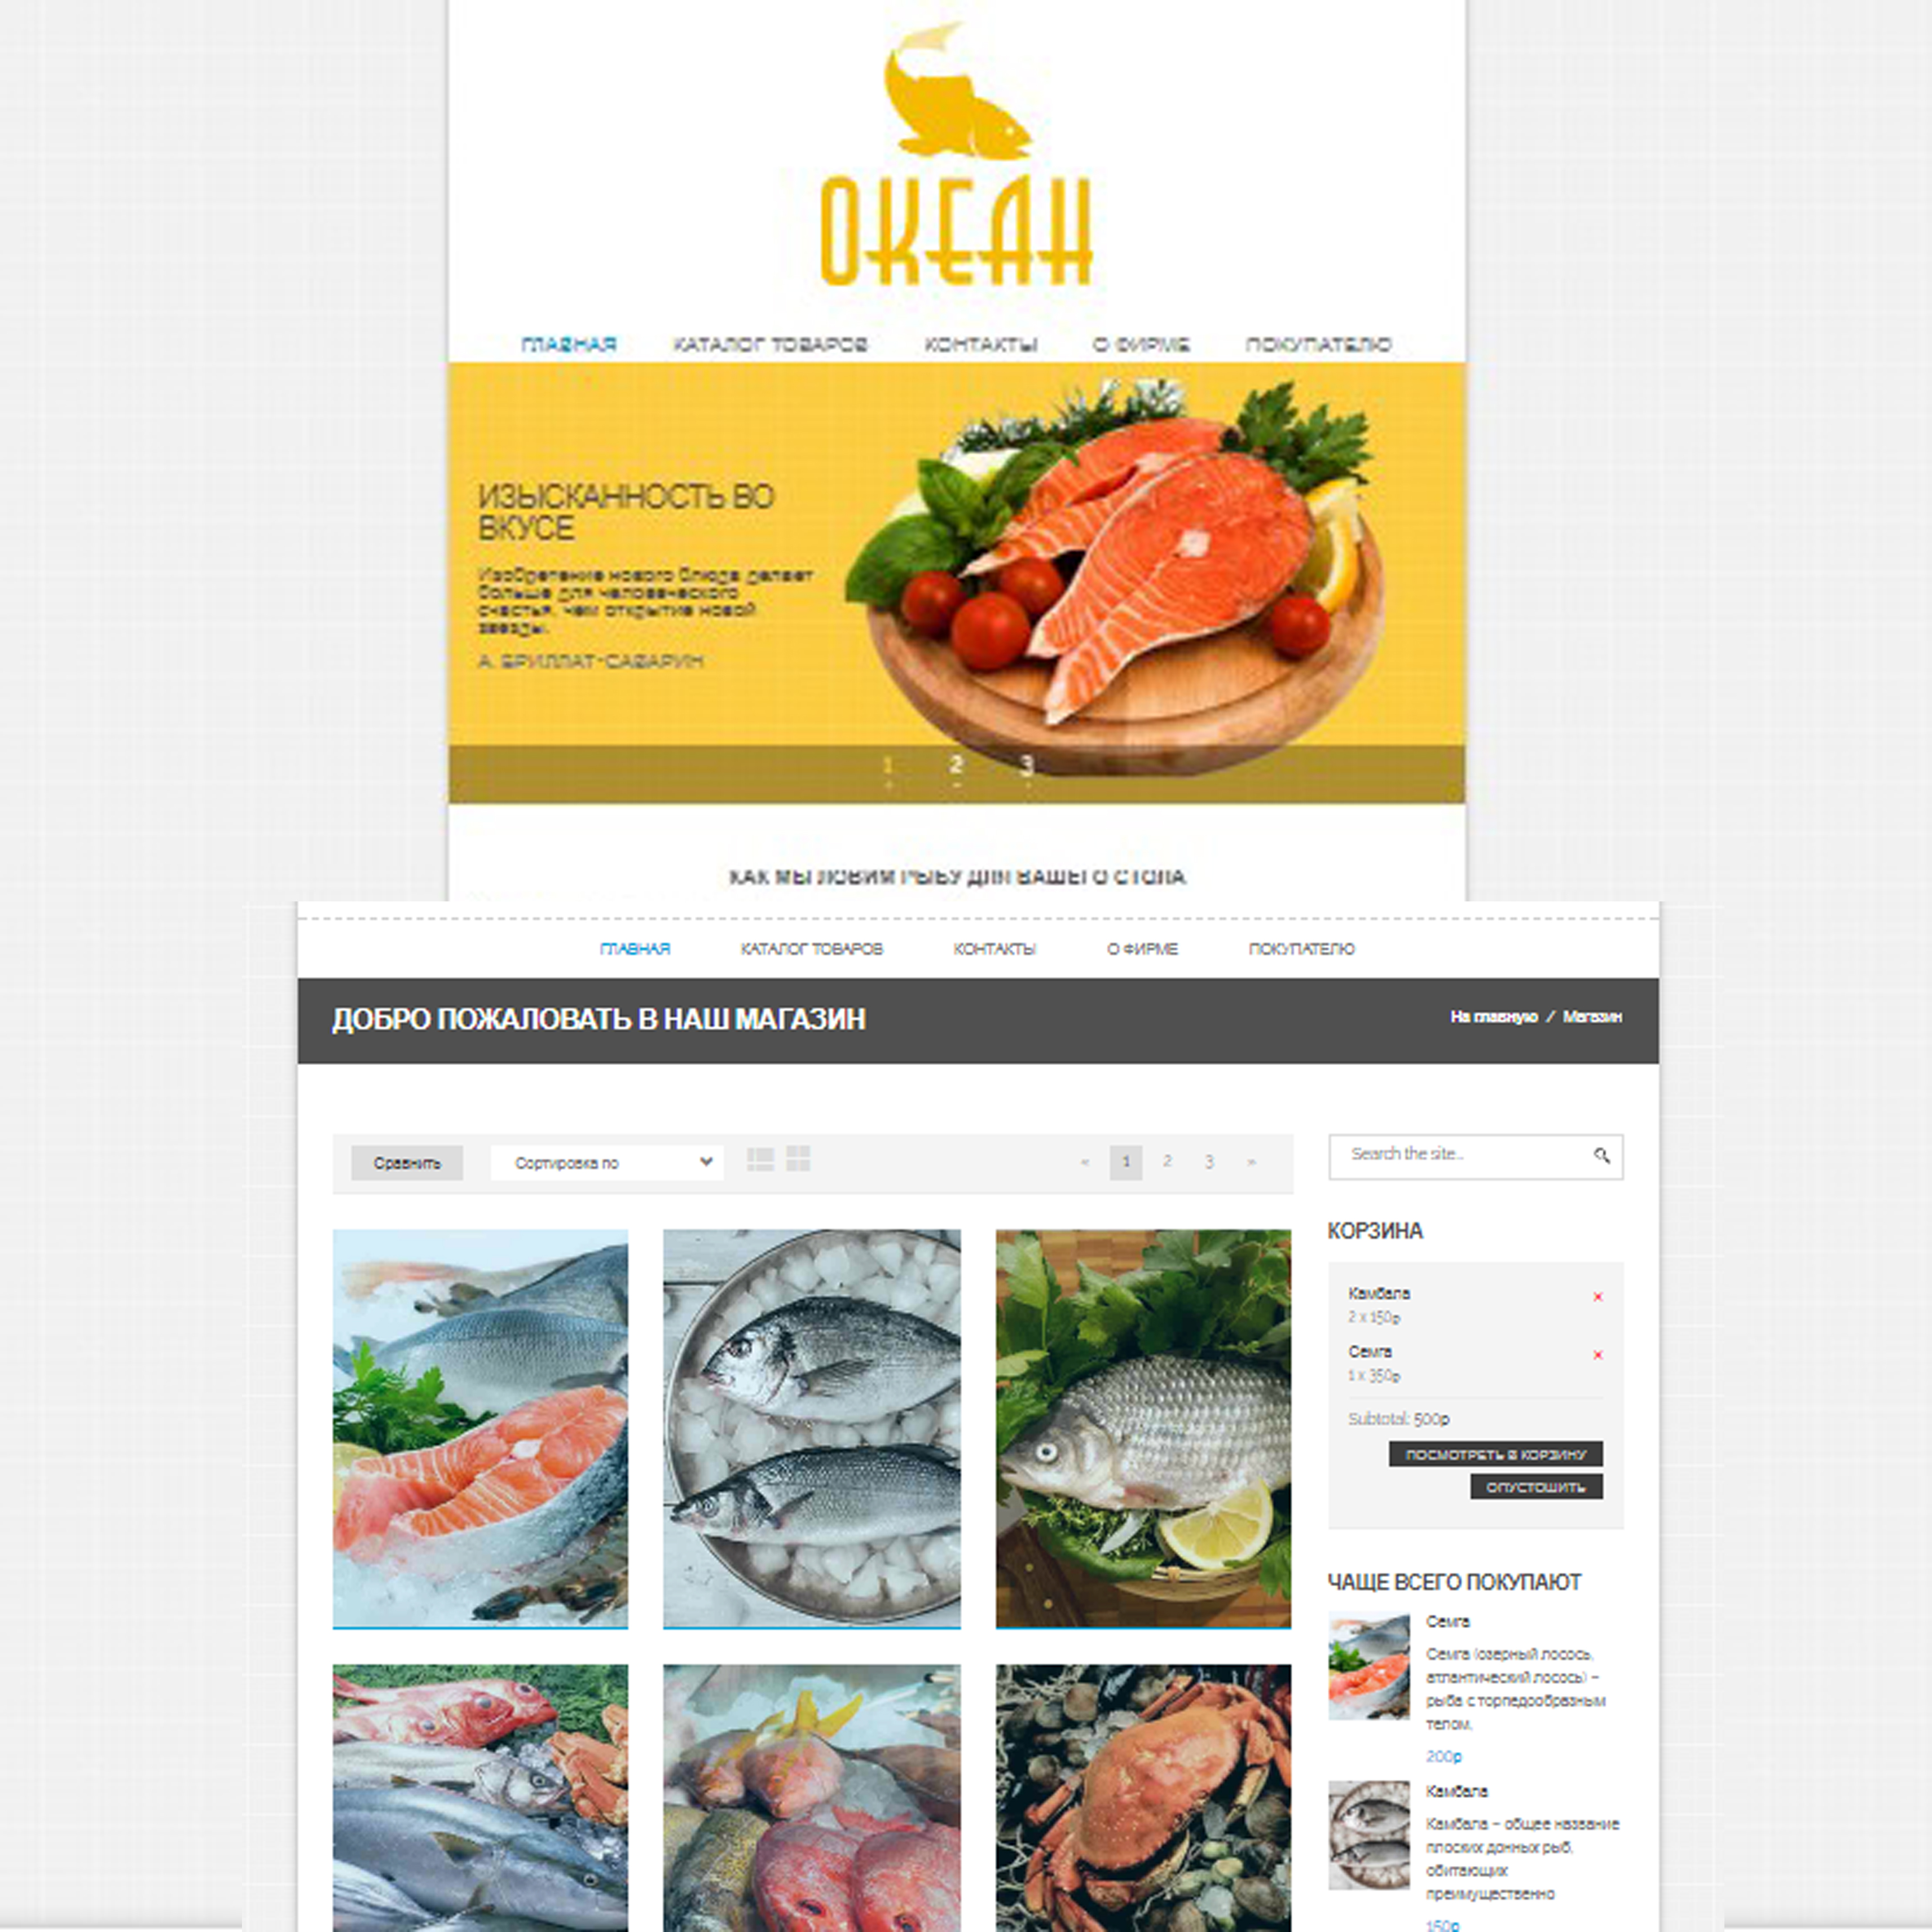 ОКЕАН
ГЛАВНАЯ КАТАЛОГ ТОВАРОВ КОНТАКТЫ О ФИРМЕ ПОКУПАТЕЛЮ
ИЗЫСКАННОСТЬ ВО
ВКУСЕ
Изобретение нового блюда делает
больше для человеческого
счастья, чем открытие новой
звезды.
А. БРИЛЛАТ-САВАРИН
1 2 3
КАК МЫ ЛОВИМ РЫБУ ДЛЯ ВАШЕГО СТОЛА
ГЛАВНАЯ КАТАЛОГ ТОВАРОВ КОНТАКТЫ О ФИРМЕ ПОКУПАТЕЛЮ
ДОБРО ПОЖАЛОВАТЬ В НАШ МАГАЗИН
На главную / Магазин
Сравнить Сортировка по « 1 2 3 »
Search the site...
КОРЗИНА
Камбала ×
2 x 150р
Семга ×
1 x 350р
Subtotal: 500р
ПОСМОТРЕТЬ В КОРЗИНУ
ОПУСТОШИТЬ
ЧАЩЕ ВСЕГО ПОКУПАЮТ
Семга
Семга (озерный лосось,
атлантический лосось) –
рыба с торпедообразным
телом,
200р
Камбала
Камбала – общее название
плоских донных рыб,
обитающих
преимущественно
150р